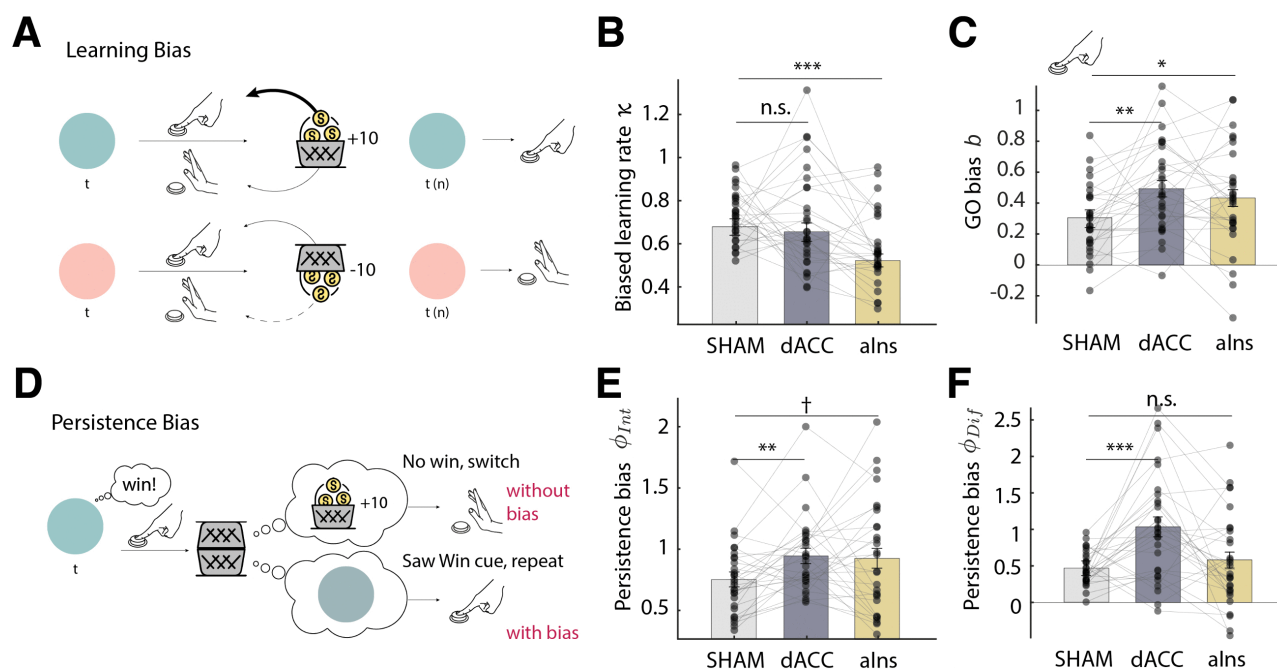 A
Learning Bias
+10
t
t (n)
-10
t
t (n)
B
Biased learning rate ϰ
1.2
1
0.8
0.6
0.4
***
n.s.
SHAM dACC aIns
C
GO bias b
1
0.8
0.6
0.4
0.2
0
-0.2
*
**
SHAM dACC aIns
D
Persistence Bias
win!
t
No win, switch
+10
without
bias
Saw Win cue, repeat
with bias
E
Persistence bias ϕInt
2
1.5
1
0.5
†
**
SHAM dACC aIns
F
Persistence bias ϕDif
2.5
2
1.5
1
0.5
0
n.s.
***
SHAM dACC aIns